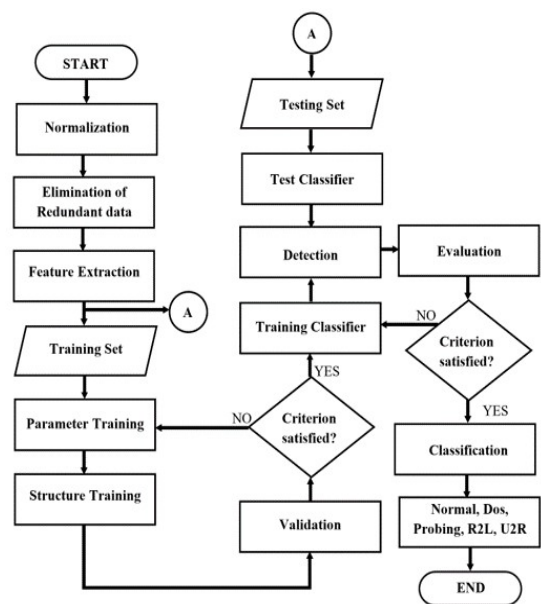 START
Normalization
Elimination of
Redundant data
Feature Extraction
A
Training Set
Parameter Training
Structure Training
A
Testing Set
Test Classifier
Detection
Training Classifier
YES
NO
Criterion
satisfied?
Validation
Evaluation
NO
Criterion
satisfied?
YES
Classification
Normal, Dos,
Probing, R2L, U2R
END